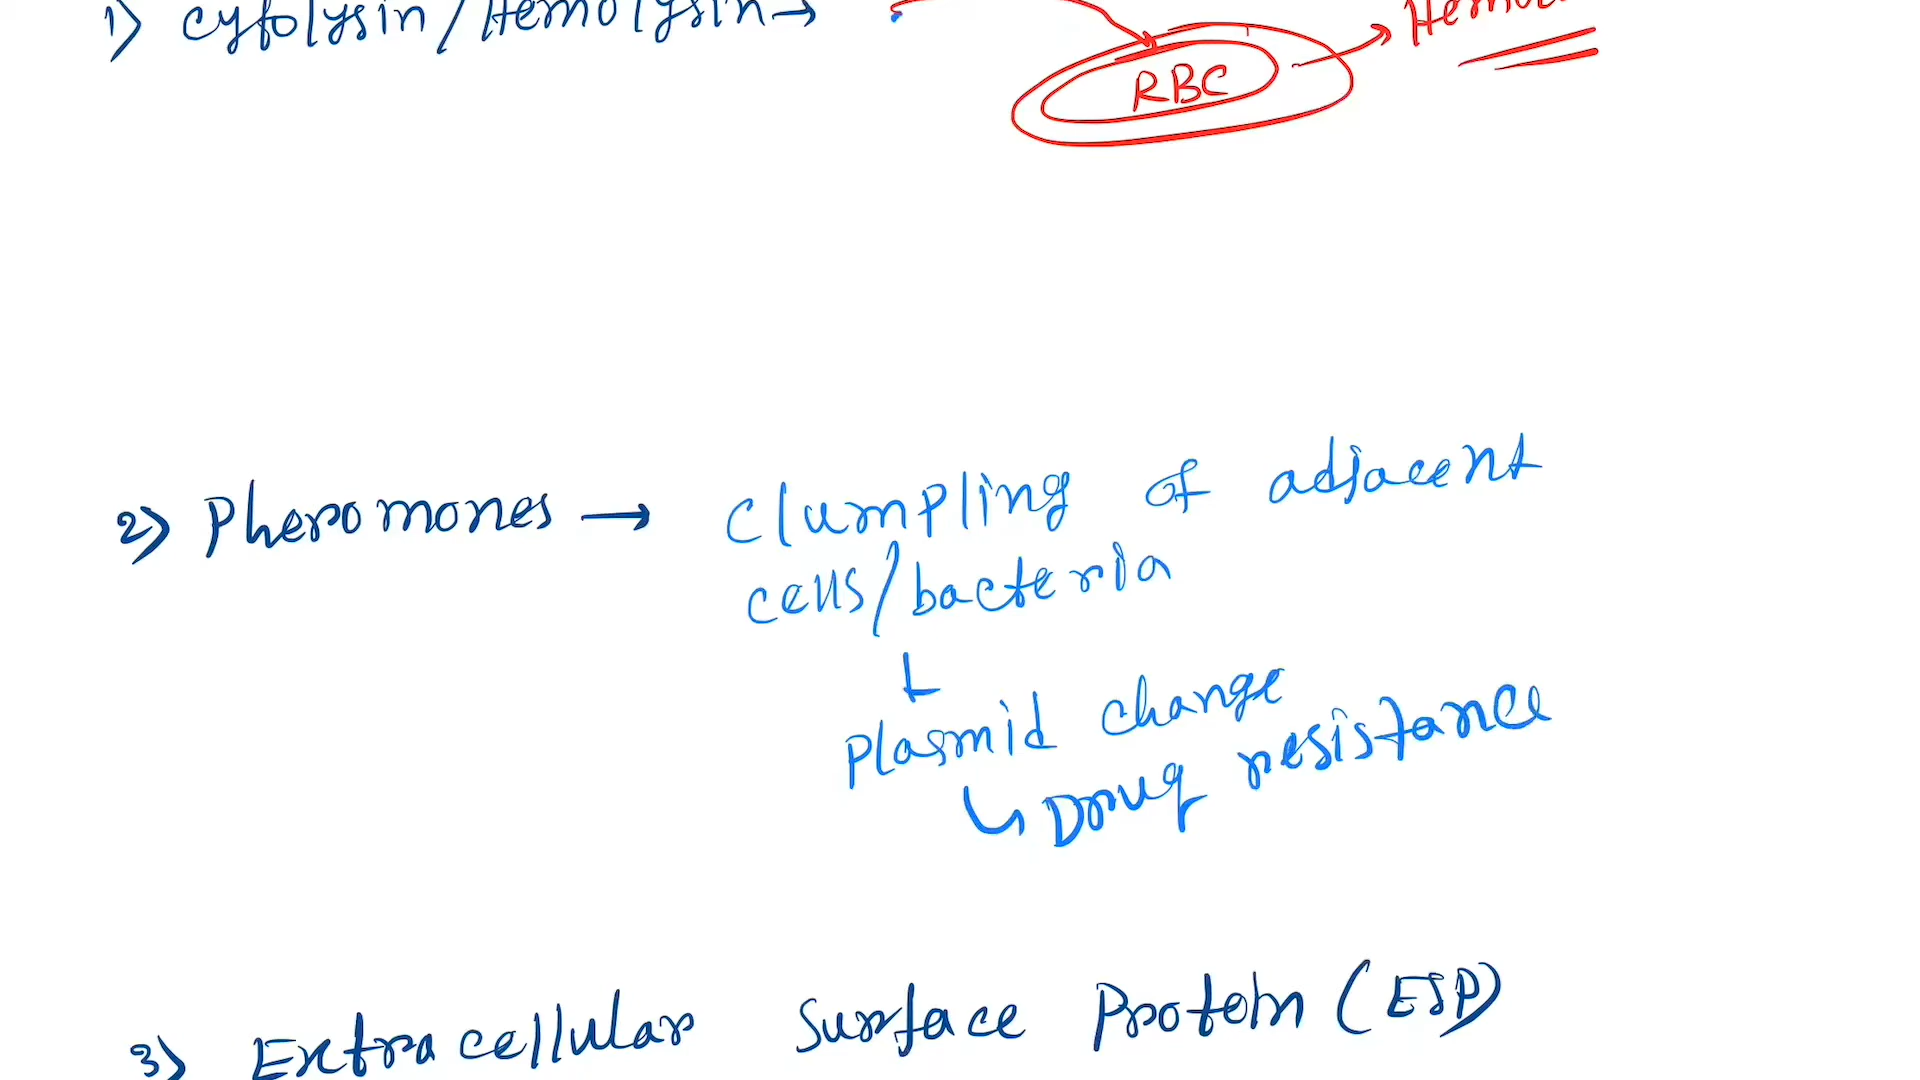 1) Cytolysin/Hemolysin→
RBC
2) Pheromones → Clumpling of adjacent
cells/bacteria
Plasmid change
↳ Drug resistance
3) Extracellular Surface Protein (ESP)